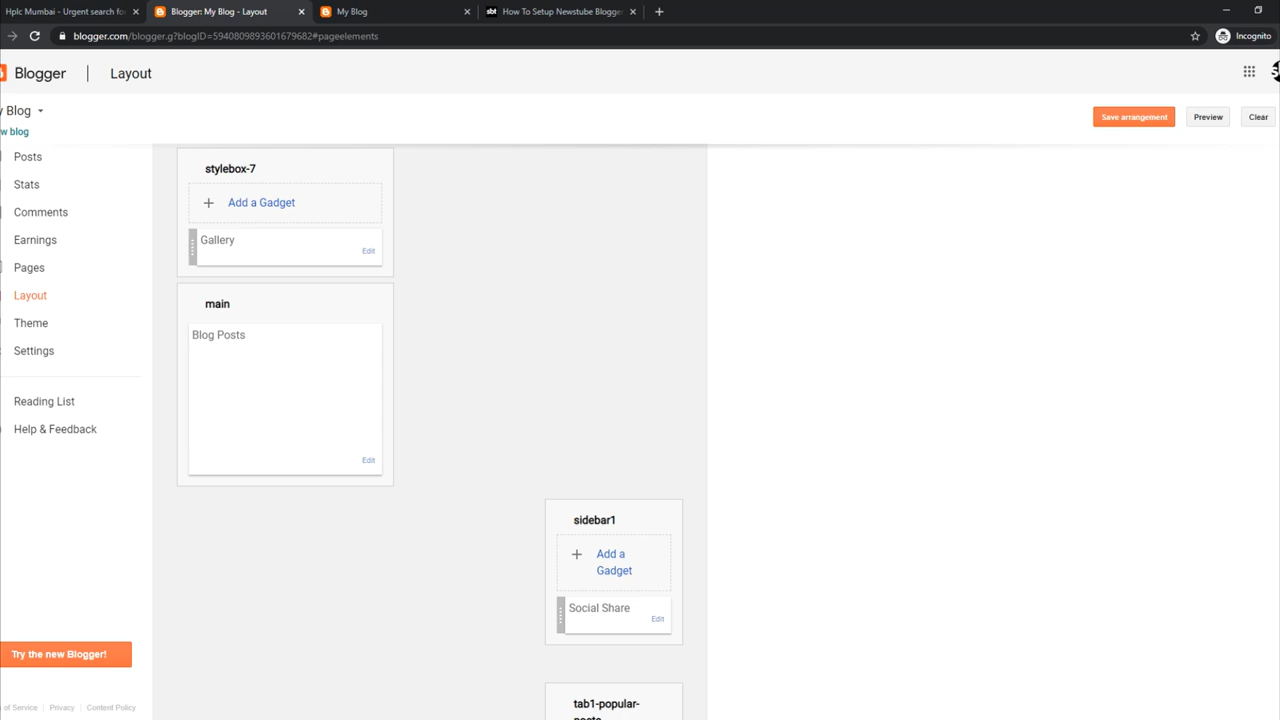 Hplc Mumbai - Urgent search fo
Blogger: My Blog - Layout
My Blog
sbt How To Setup Newstube Blogger
blogger.com/blogger.g?blogID=5940809893601679682#pageelements
Incognito
Blogger
Layout
y Blog
w blog
Save arrangement
Preview
Clear
Posts
Stats
Comments
Earnings
Pages
Layout
Theme
Settings
Reading List
Help & Feedback
Try the new Blogger!
s of Service
Privacy
Content Policy
stylebox-7
Add a Gadget
Gallery
Edit
main
Blog Posts
Edit
sidebar1
Add a
Gadget
Social Share
Edit
tab1-popular-
posts